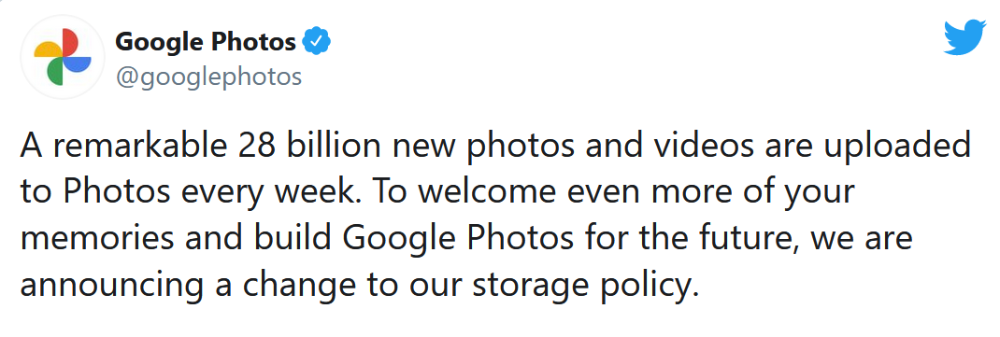 Google Photos
@googlephotos
A remarkable 28 billion new photos and videos are uploaded
to Photos every week. To welcome even more of your
memories and build Google Photos for the future, we are
announcing a change to our storage policy.